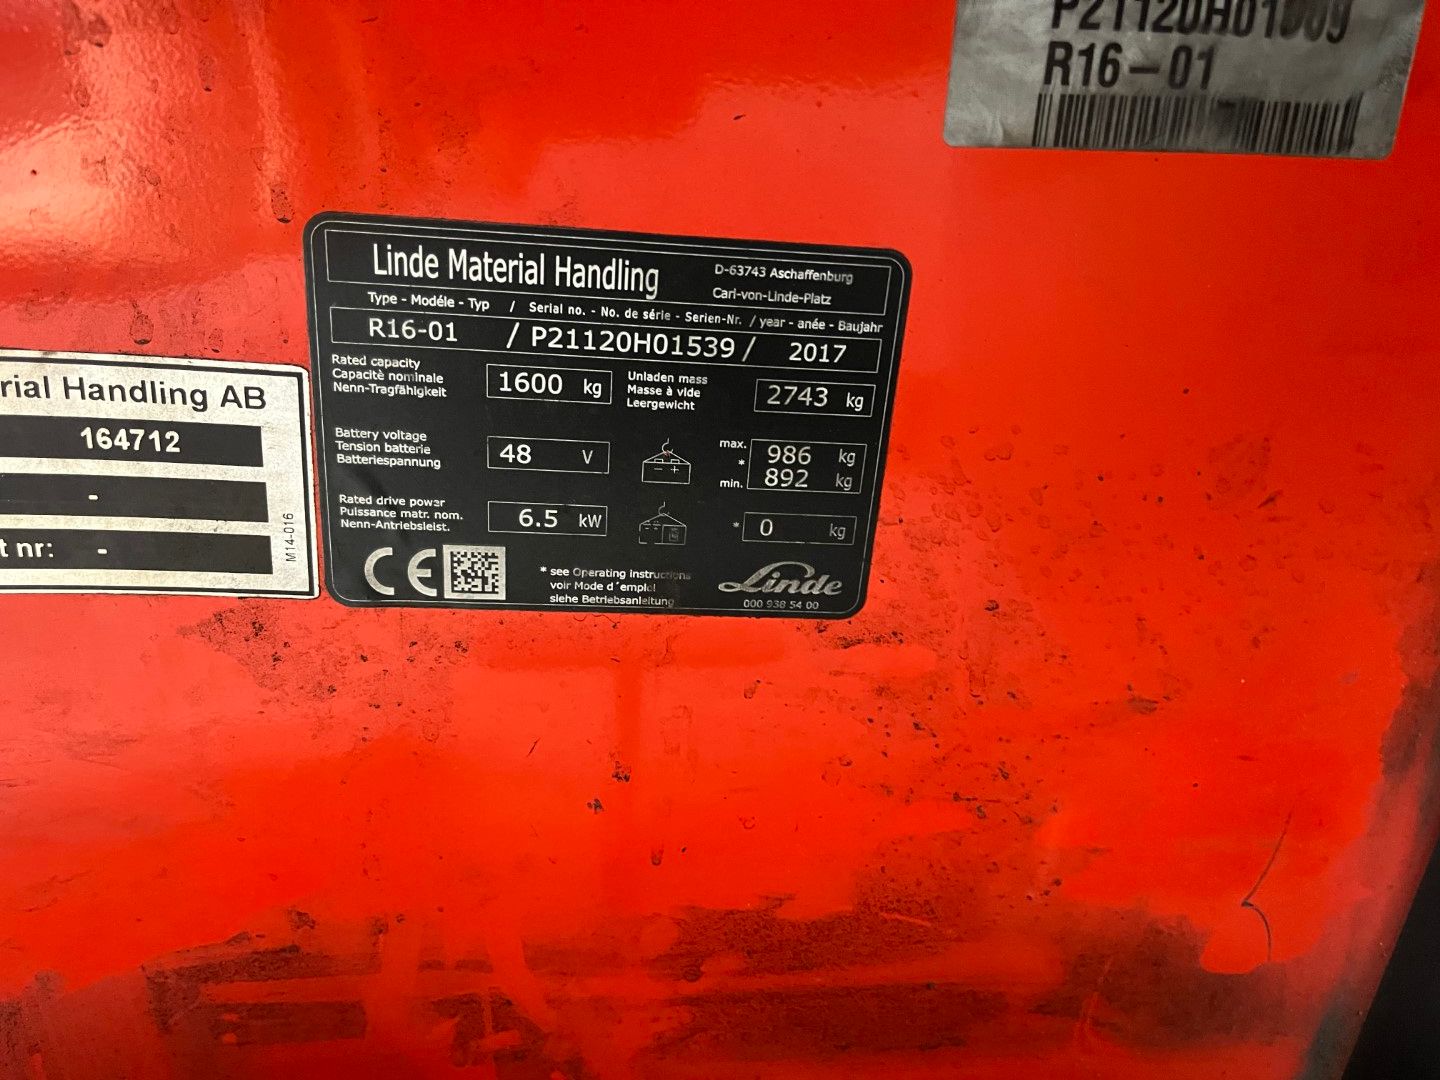 R16-01
Linde Material Handling
D-63743 Aschaffenburg
Carl-von-Linde-Platz
Type - Modéle - Typ / Serial no. - No. de série - Serien-Nr. / year - anée - Baujahr
R16-01 / P21120H01539 / 2017
Rated capacity
Capacité nominale
Nenn-Tragfähigkeit
1600 kg
Unladen mass
Masse à vide
Leergewicht
2743 kg
Battery voltage
Tension batterie
Batteriespannung
48 V
max. 986 kg
*
min. 892 kg
Rated drive power
Puissance matr. nom.
Nenn-Antriebsleist.
6.5 kW
* 0 kg
CE
* see Operating instructions
voir Mode d´emploi
siehe Betriebsanleitung
Linde
000 938 54 00
rial Handling AB
164712
-
t nr: -
M14-016